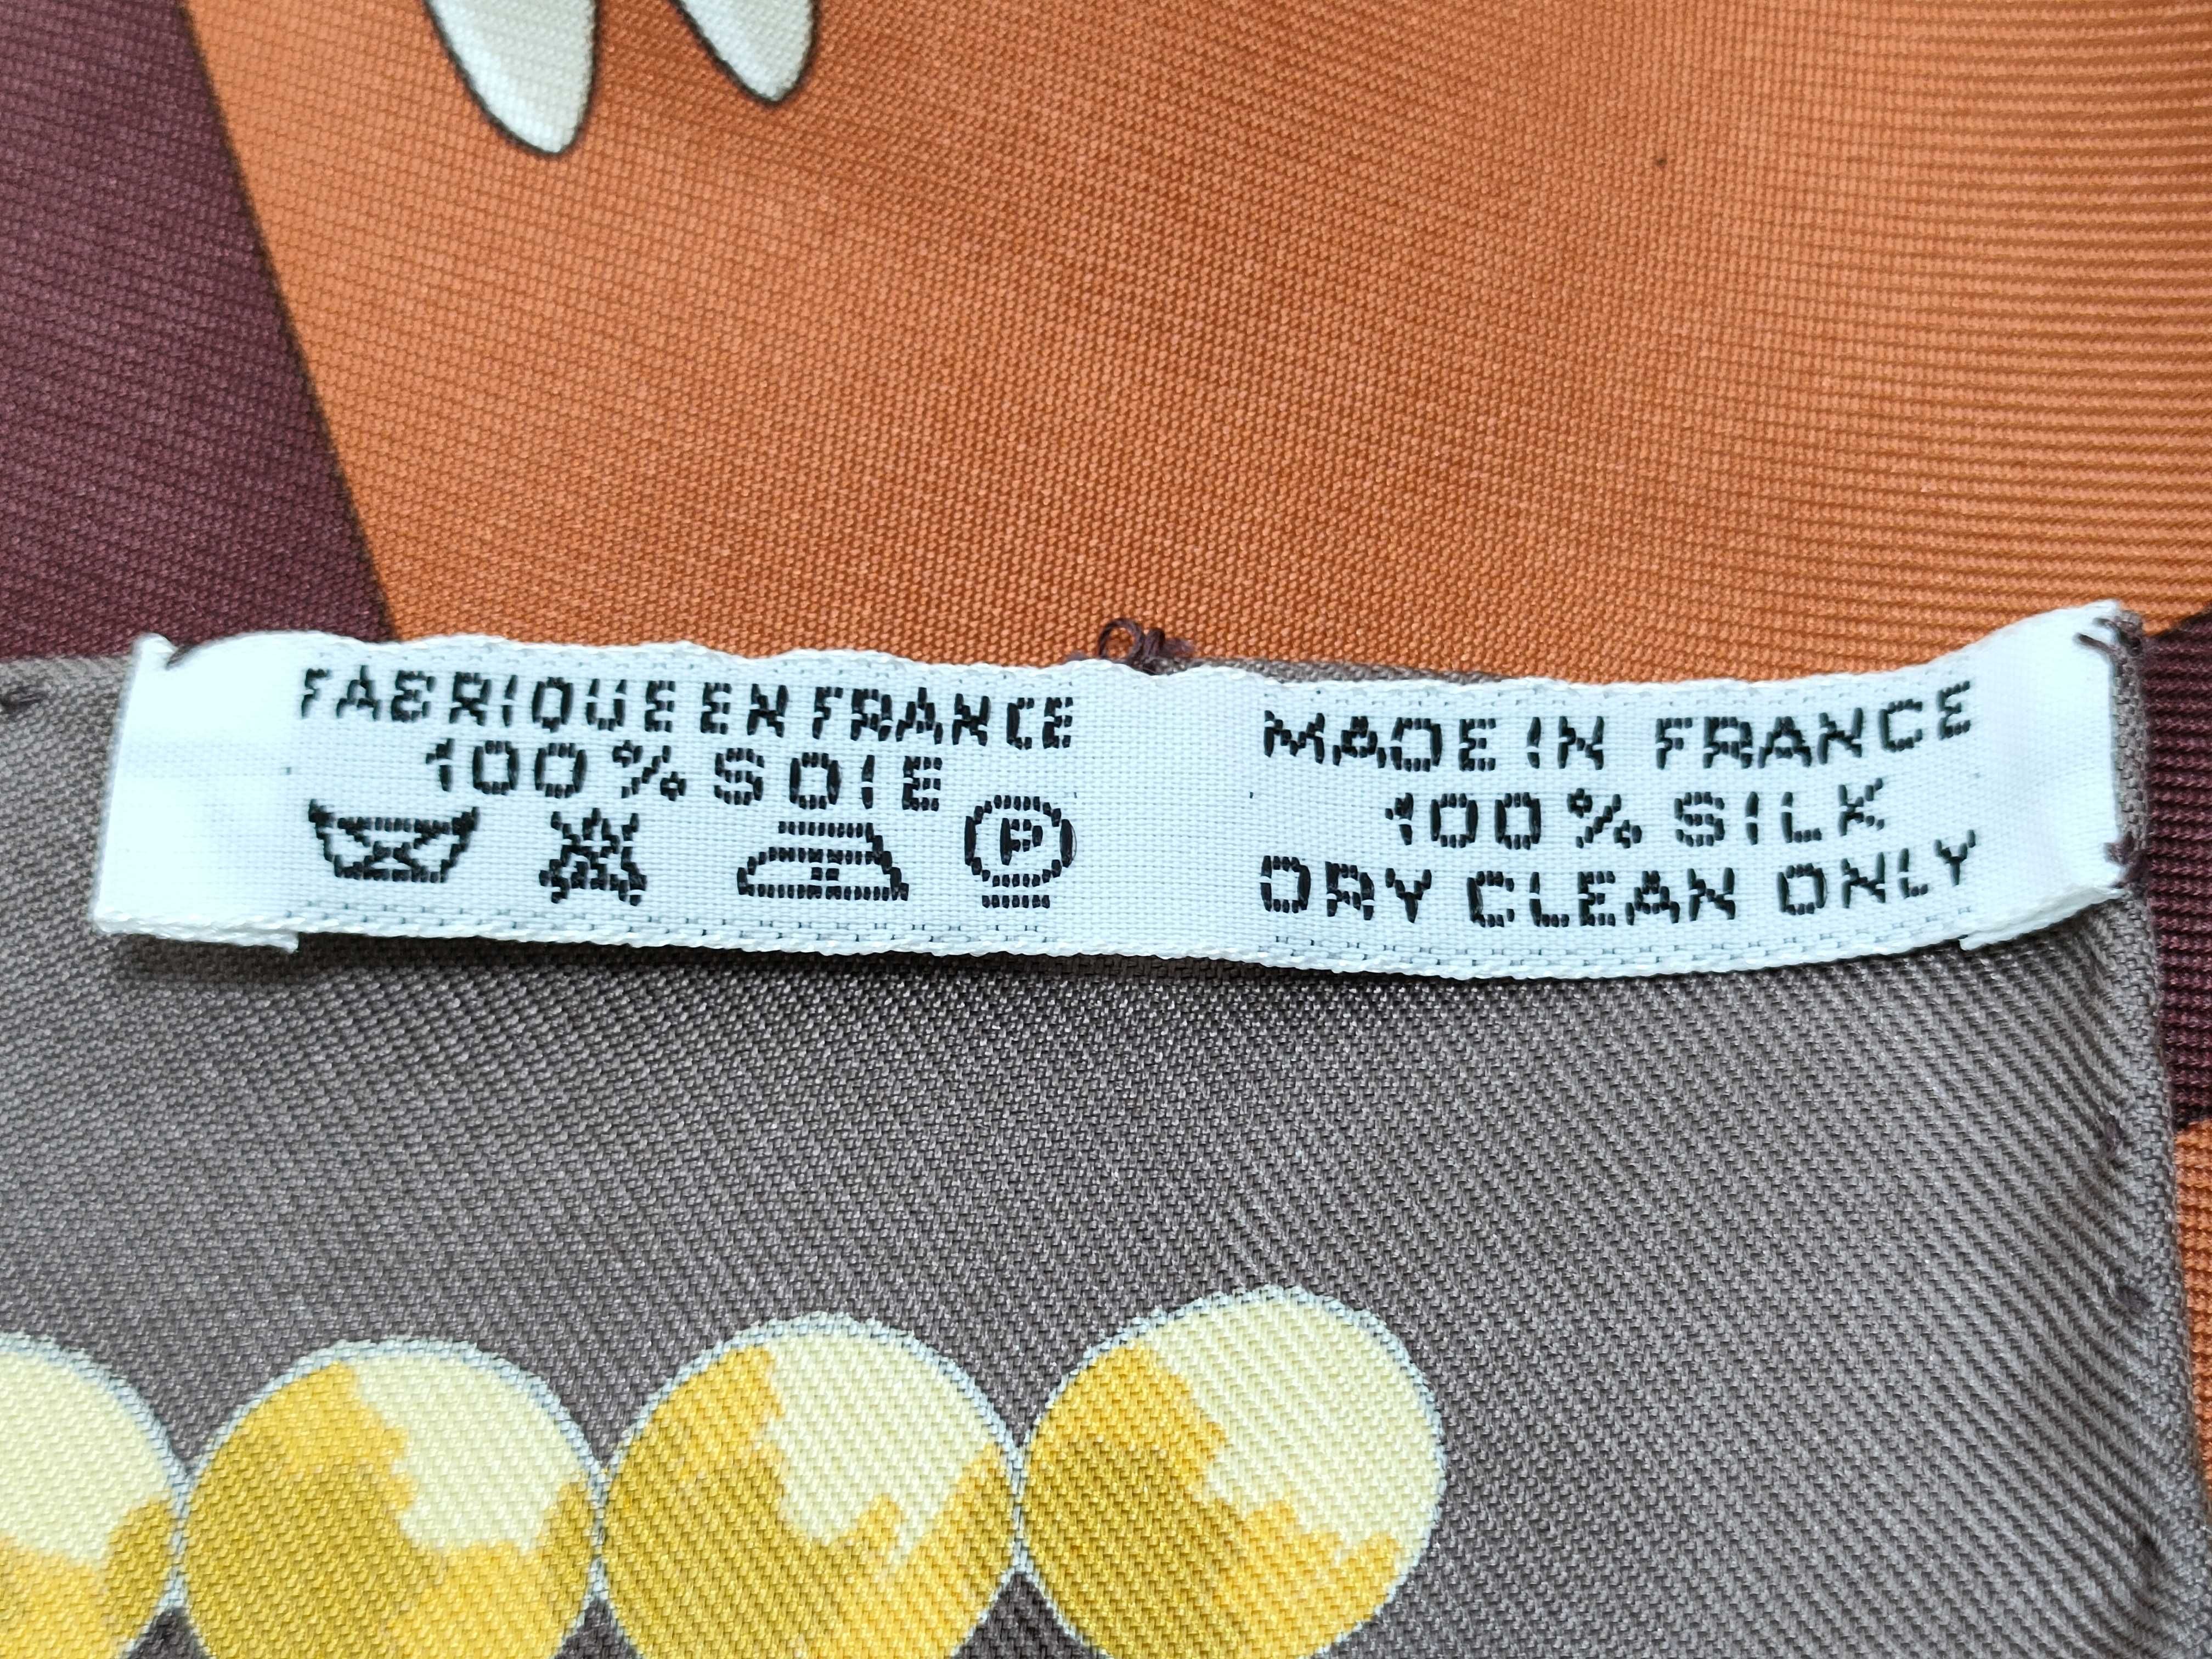 FABRIQUE EN FRANCE
100% SOIE
P
MADE IN FRANCE
100% SILK
DRY CLEAN ONLY